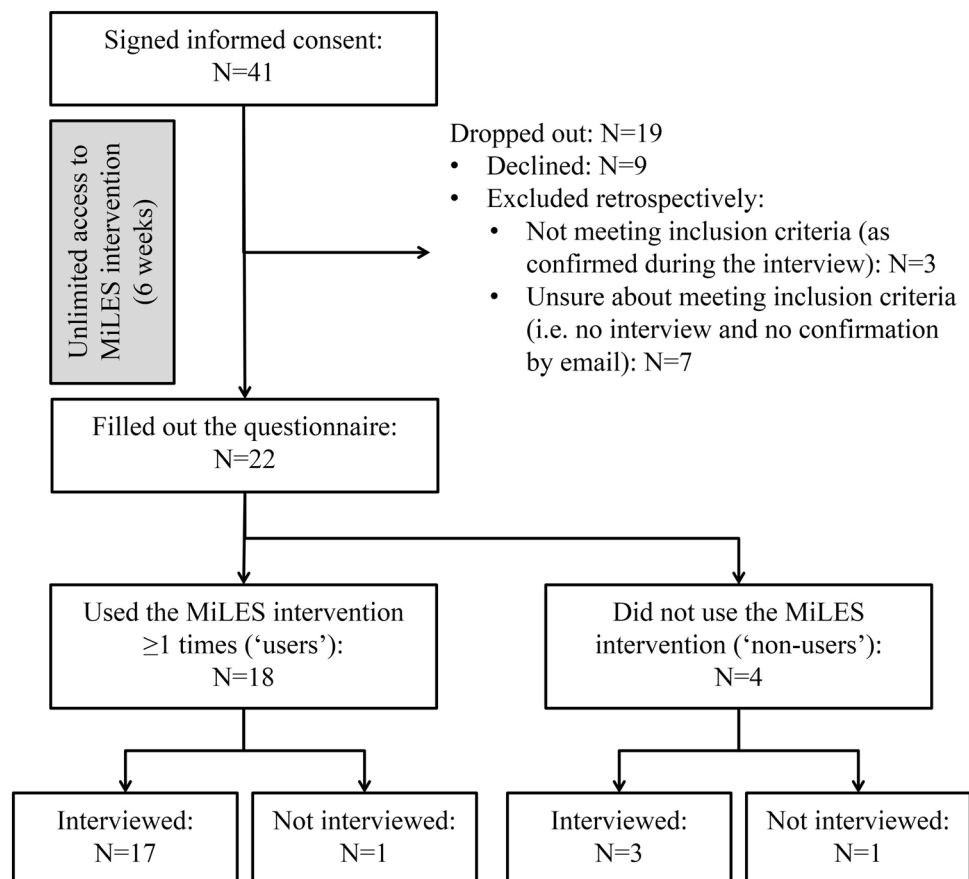 Signed informed consent:
N=41
Unlimited access to
MiLES intervention
(6 weeks)
Dropped out: N=19
• Declined: N=9
• Excluded retrospectively:
• Not meeting inclusion criteria (as
confirmed during the interview): N=3
• Unsure about meeting inclusion criteria
(i.e. no interview and no confirmation
by email): N=7
Filled out the questionnaire:
N=22
Used the MiLES intervention
≥1 times (‘users’):
N=18
Did not use the MiLES
intervention (‘non-users’):
N=4
Interviewed:
N=17
Not interviewed:
N=1
Interviewed:
N=3
Not interviewed:
N=1